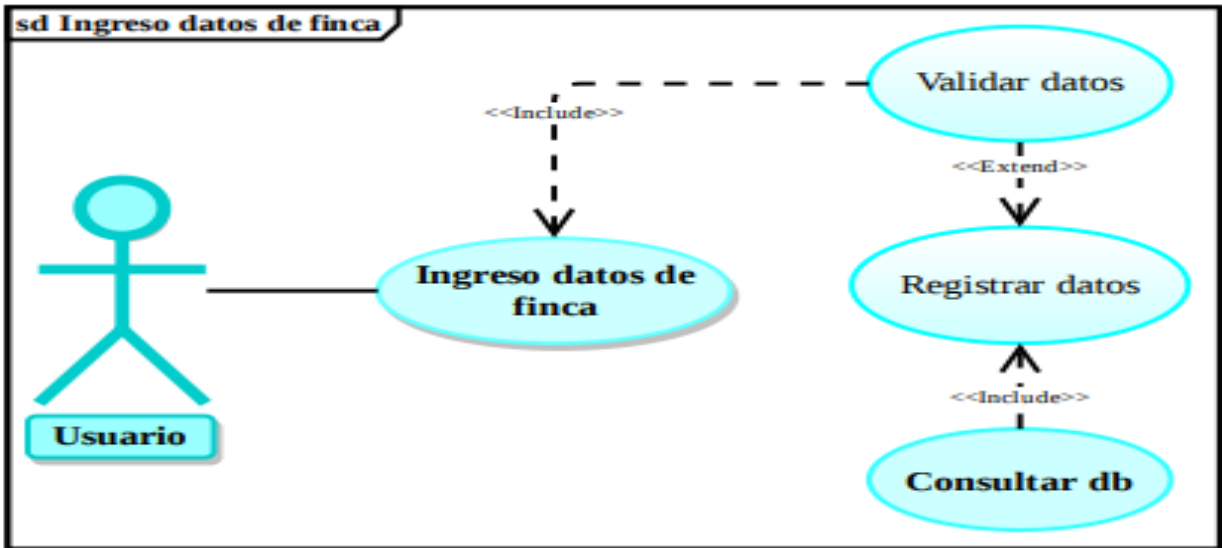 sd Ingreso datos de finca
Validar datos
<<Include>>
<<Extend>>
Ingreso datos de
finca
Registrar datos
<<Include>>
Usuario
Consultar db